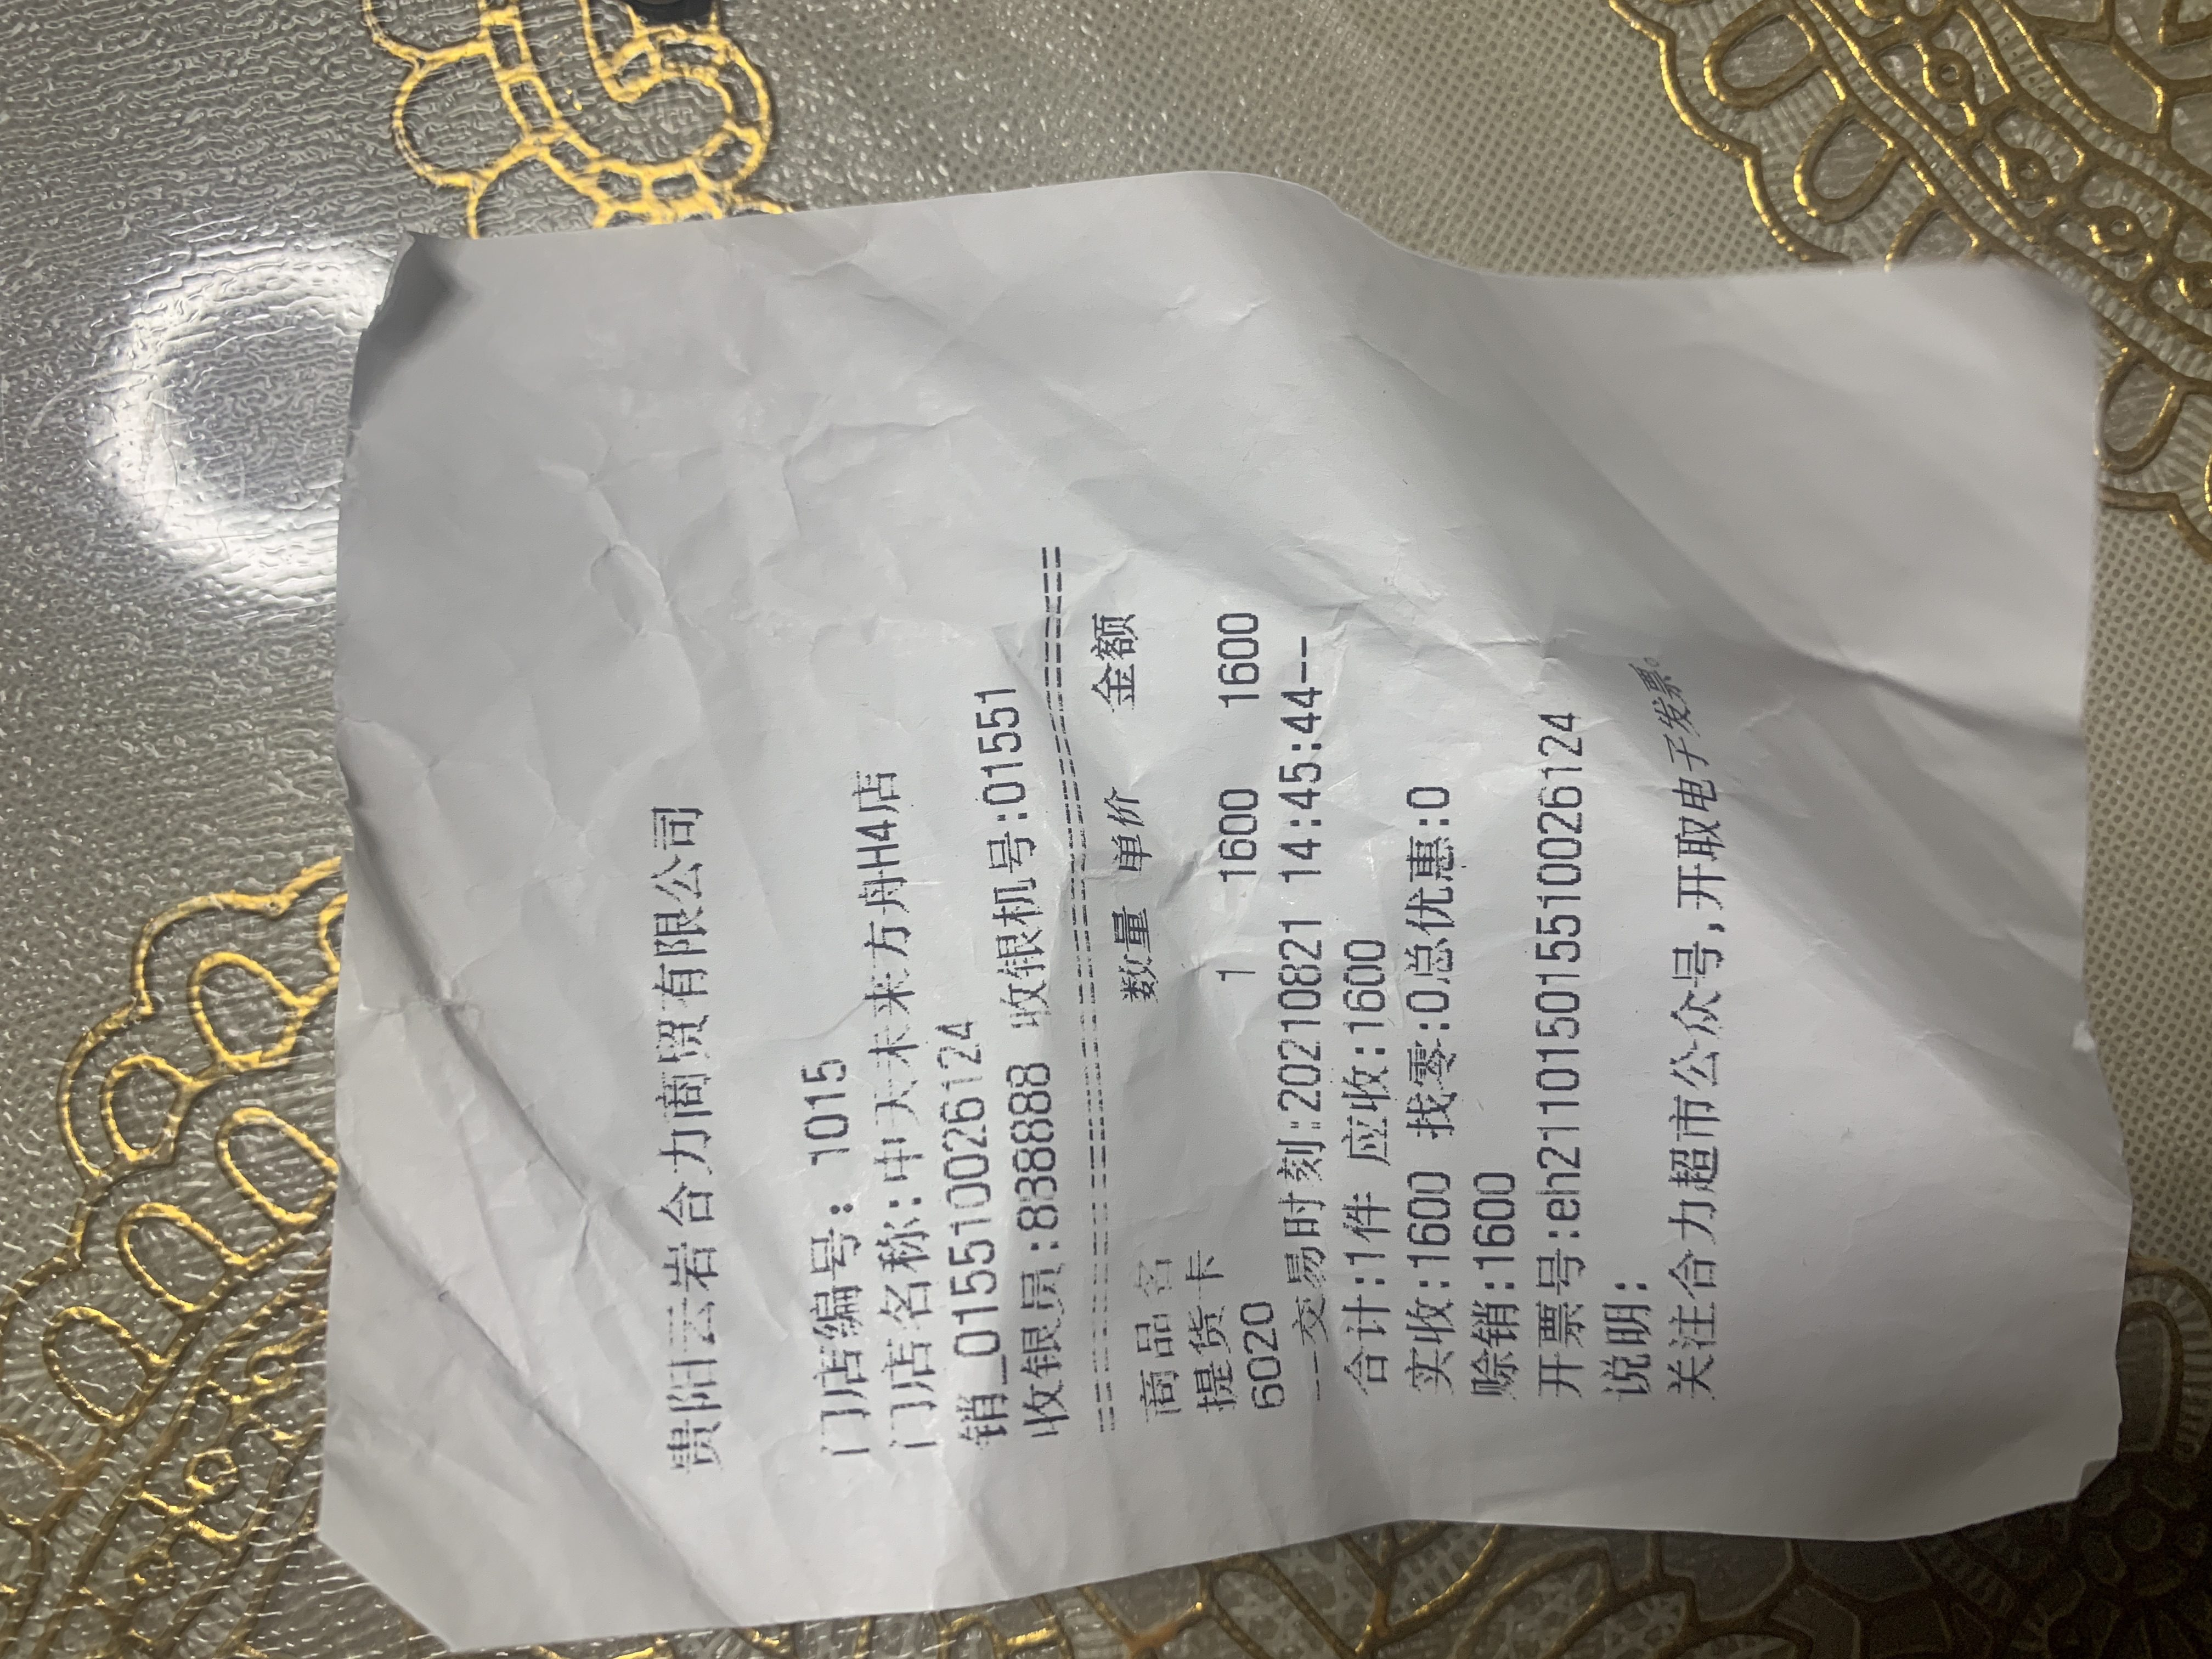 贵阳云岩合力商贸有限公司
门店编号: 1015
门店名称:中天未来方舟H4店
销_015510026124
收银员:888888 收银机号:01551
==========================================
商品名 数量 单价 金额
提货卡 1 1600 1600
6020
--交易时刻:20210821 14:45:44--
合计:1件 应收:1600
实收:1600 找零:0总优惠:0
赊销:1600
开票号:eh211015015510026124
说明:
关注合力超市公众号,开取电子发票。